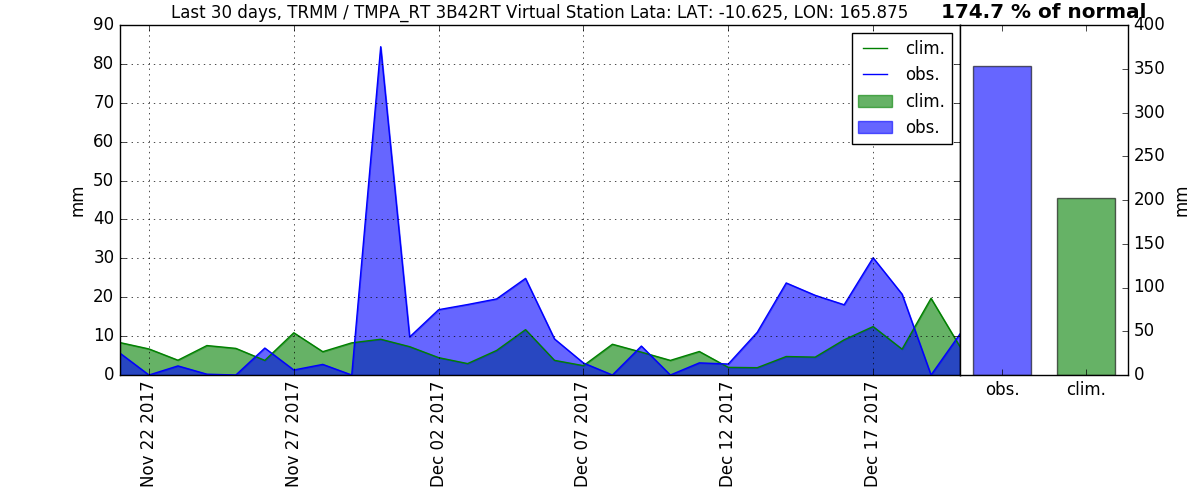 Last 30 days, TRMM / TMPA_RT 3B42RT Virtual Station Lata: LAT: -10.625, LON: 165.875
174.7 % of normal
90
80
70
60
50
40
30
20
10
0
mm
clim.
obs.
clim.
obs.
Nov 22 2017
Nov 27 2017
Dec 02 2017
Dec 07 2017
Dec 12 2017
Dec 17 2017
400
350
300
250
200
150
100
50
0
mm
obs.
clim.